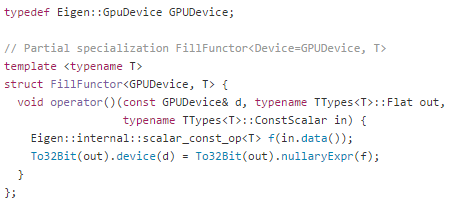 typedef Eigen::GpuDevice GPUDevice;
// Partial specialization FillFunctor<Device=GPUDevice, T>
template <typename T>
struct FillFunctor<GPUDevice, T> {
  void operator()(const GPUDevice& d, typename TTypes<T>::Flat out,
                  typename TTypes<T>::ConstScalar in) {
    Eigen::internal::scalar_const_op<T> f(in.data());
    To32Bit(out).device(d) = To32Bit(out).nullaryExpr(f);
  }
};